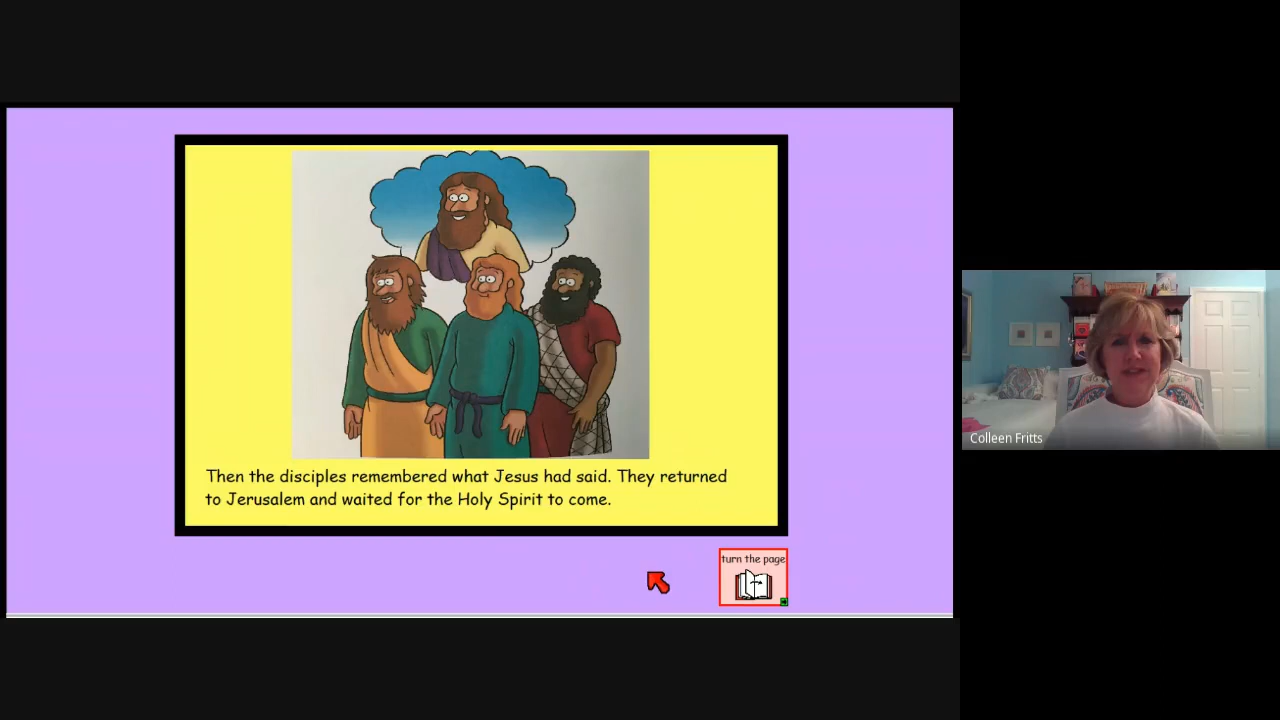 Then the disciples remembered what Jesus had said. They returned
to Jerusalem and waited for the Holy Spirit to come.
turn the page
Colleen Fritts